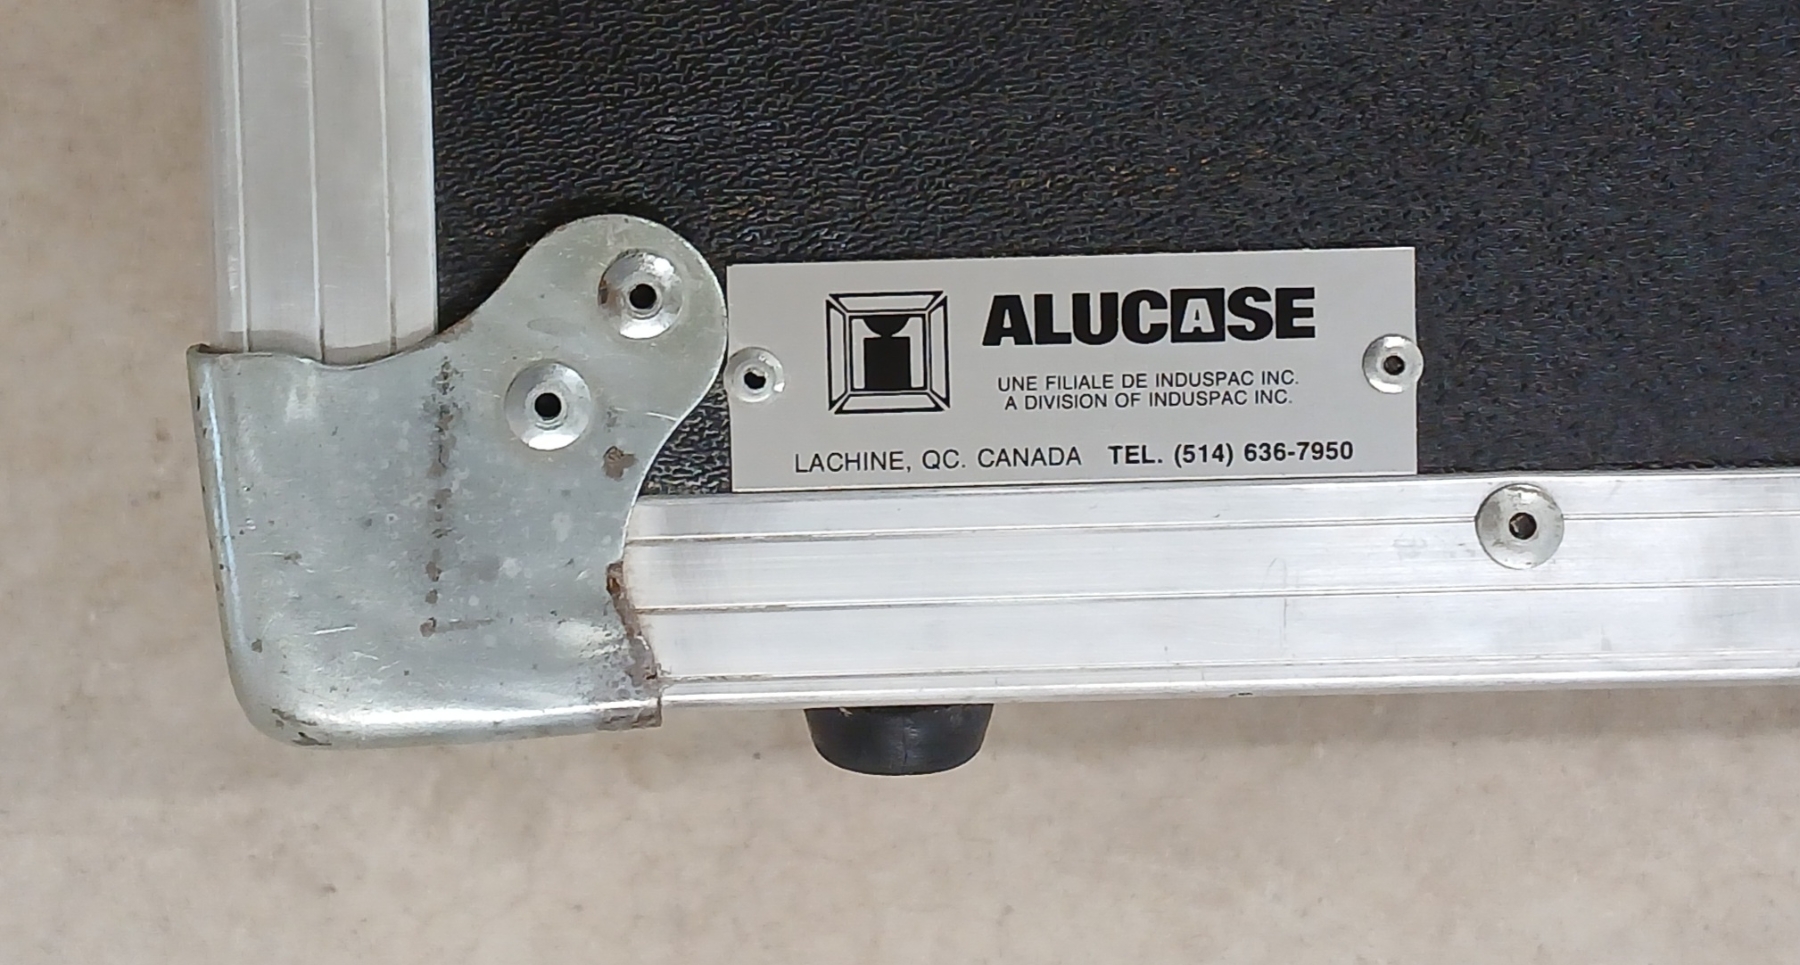 ALUCASE
UNE FILIALE DE INDUSPAC INC.
A DIVISION OF INDUSPAC INC.
LACHINE, QC. CANADA TEL. (514) 636-7950